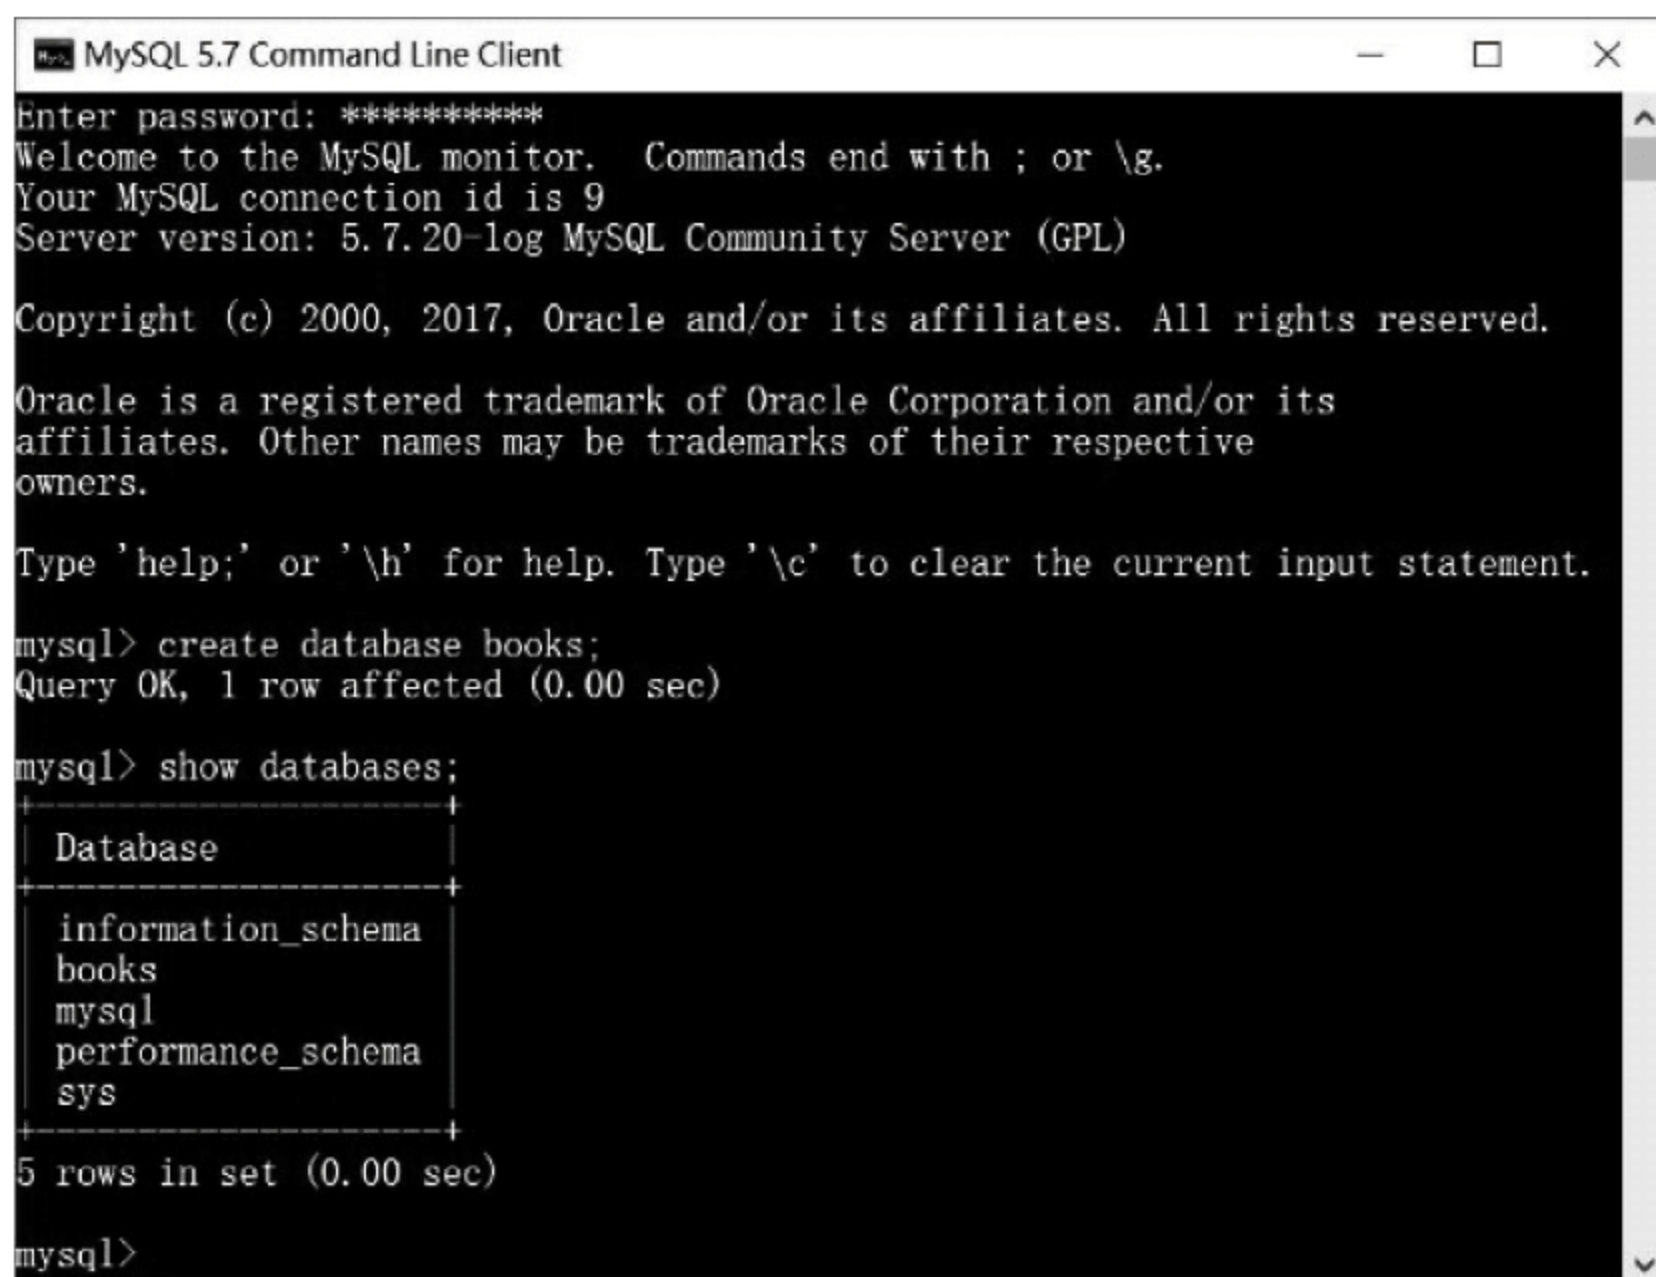 MySQL 5.7 Command Line Client
Enter password: **********
Welcome to the MySQL monitor.  Commands end with ; or \g.
Your MySQL connection id is 9
Server version: 5.7.20-log MySQL Community Server (GPL)
Copyright (c) 2000, 2017, Oracle and/or its affiliates. All rights reserved.
Oracle is a registered trademark of Oracle Corporation and/or its
affiliates. Other names may be trademarks of their respective
owners.
Type 'help;' or '\h' for help. Type '\c' to clear the current input statement.
mysql> create database books;
Query OK, 1 row affected (0.00 sec)
mysql> show databases;
+--------------------+
| Database           |
+--------------------+
| information_schema |
| books              |
| mysql              |
| performance_schema |
| sys                |
+--------------------+
5 rows in set (0.00 sec)
mysql>